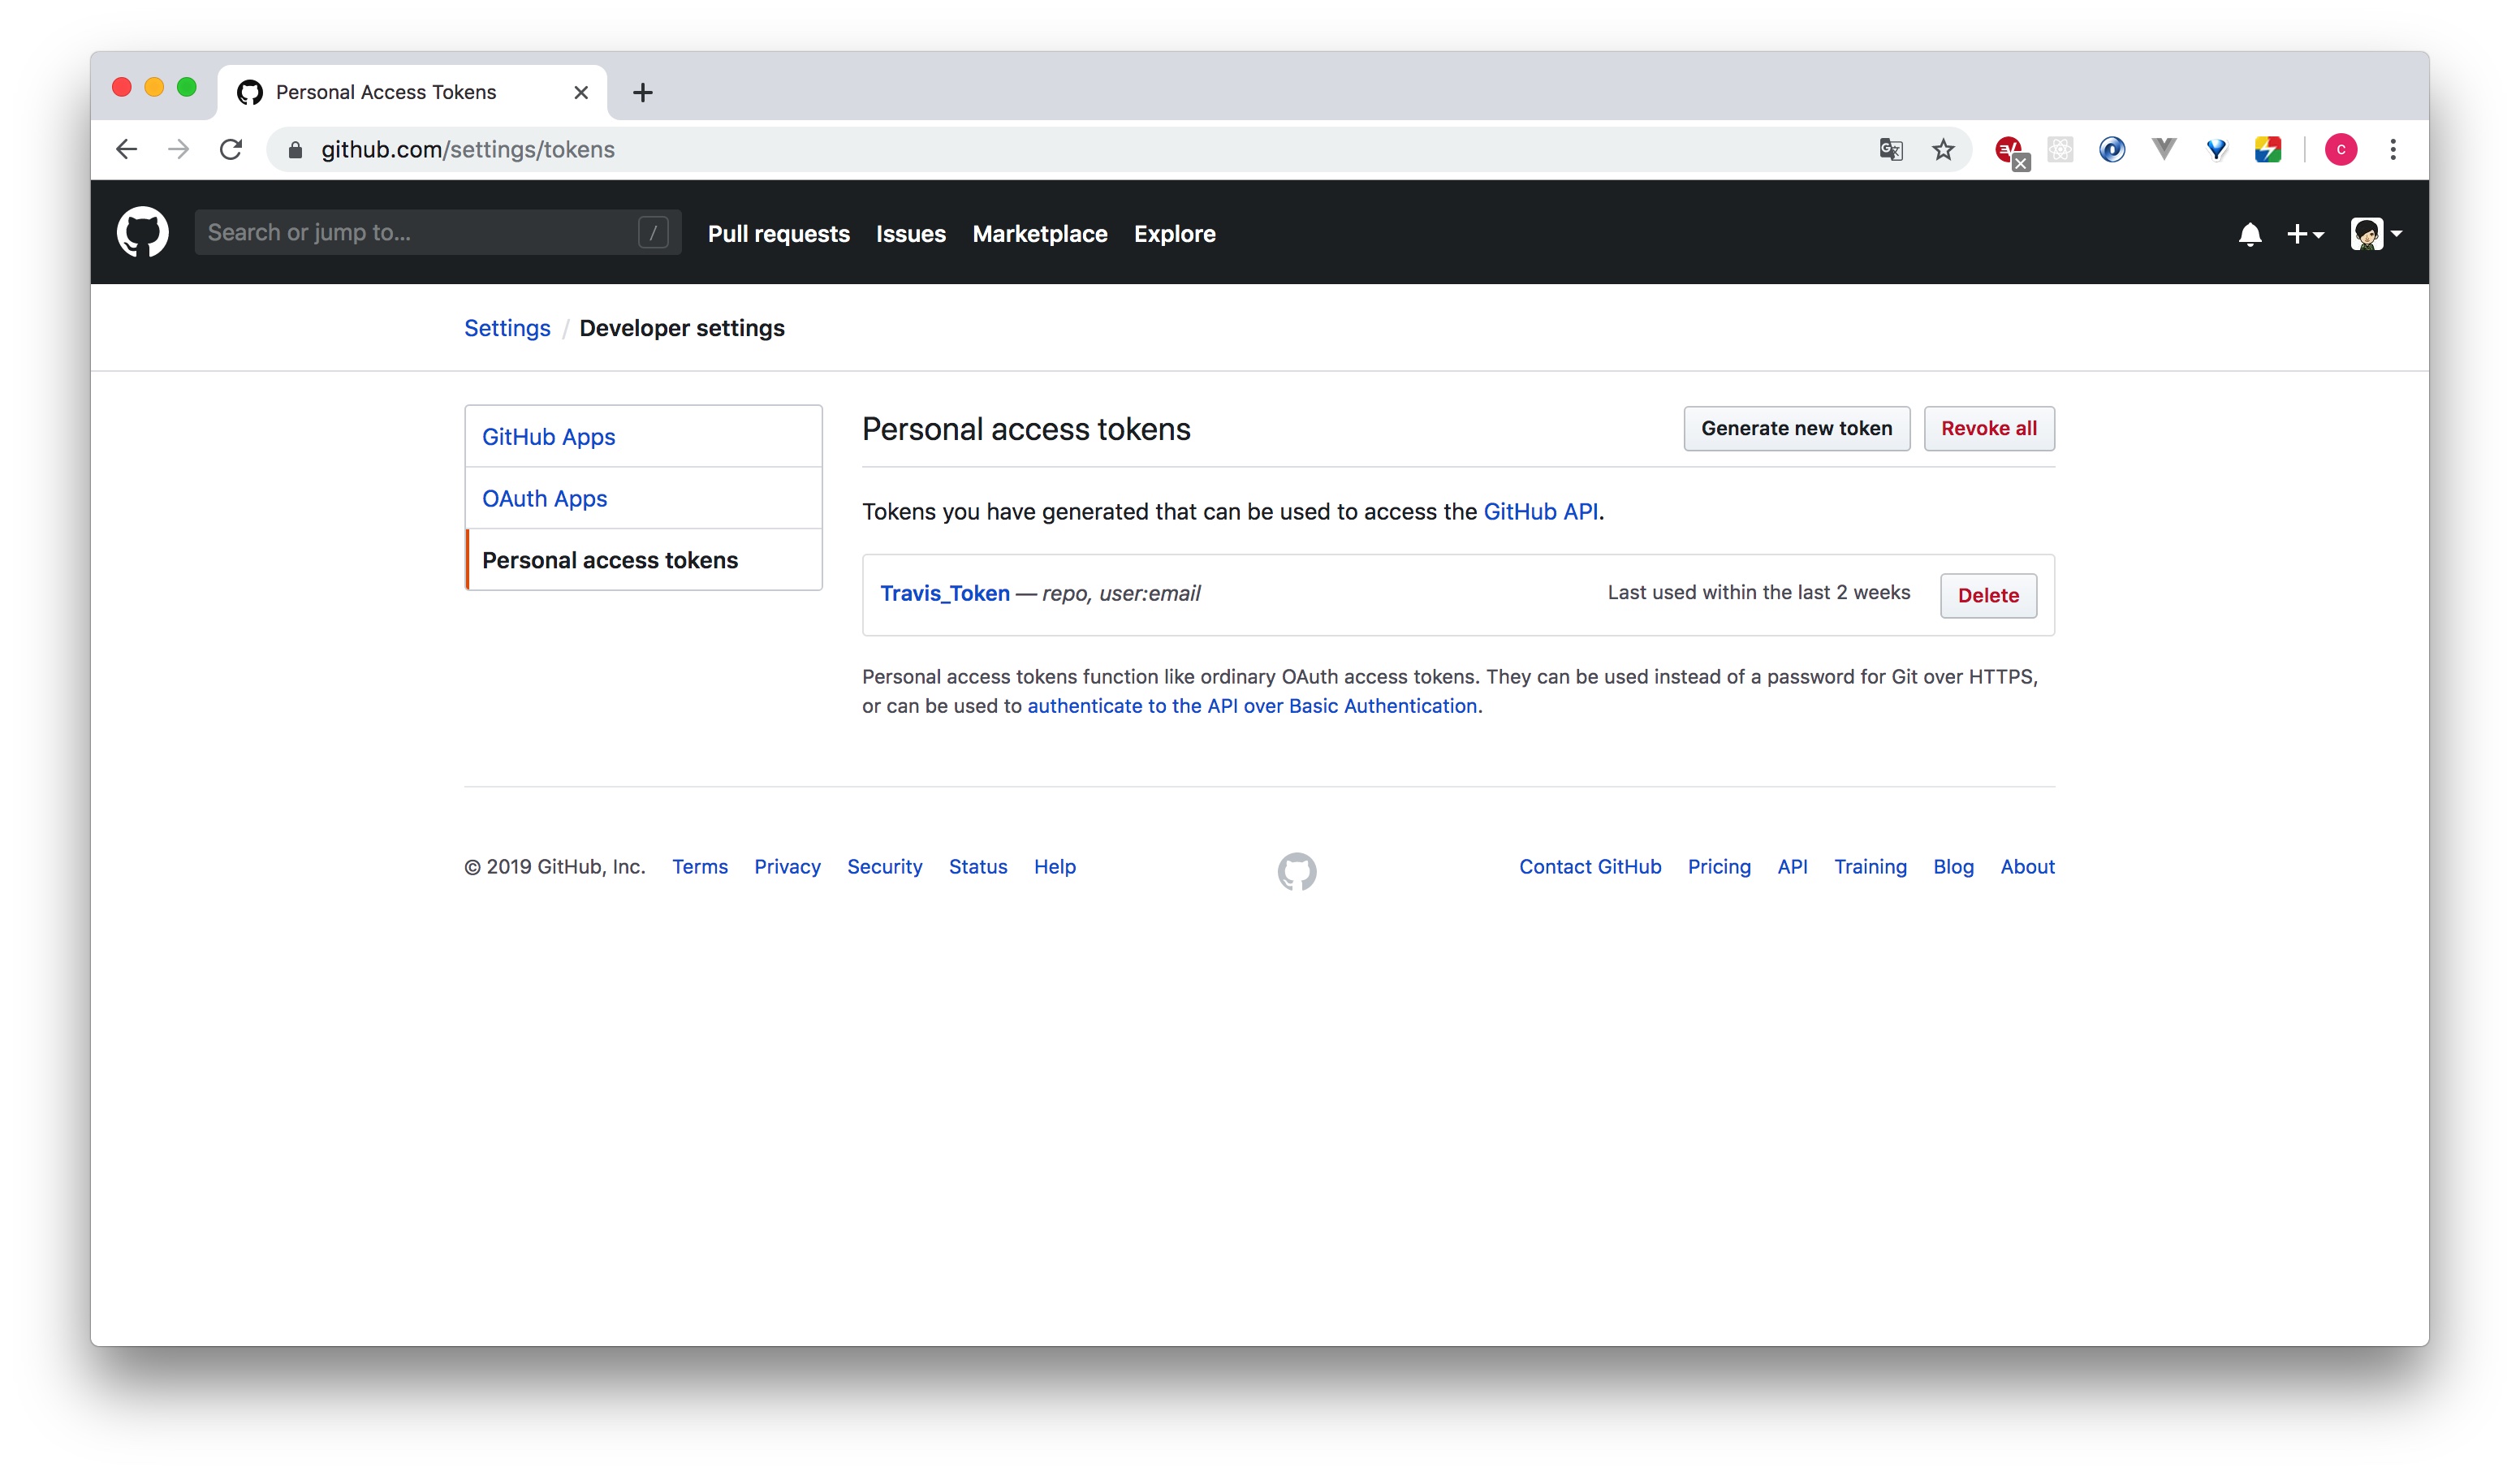 Personal Access Tokens
github.com/settings/tokens
C
Search or jump to... /
Pull requests Issues Marketplace Explore
Settings / Developer settings
GitHub Apps
OAuth Apps
Personal access tokens
Personal access tokens
Generate new token
Revoke all
Tokens you have generated that can be used to access the GitHub API.
Travis_Token — repo, user:email
Last used within the last 2 weeks
Delete
Personal access tokens function like ordinary OAuth access tokens. They can be used instead of a password for Git over HTTPS,
or can be used to authenticate to the API over Basic Authentication.
© 2019 GitHub, Inc. Terms Privacy Security Status Help
Contact GitHub Pricing API Training Blog About